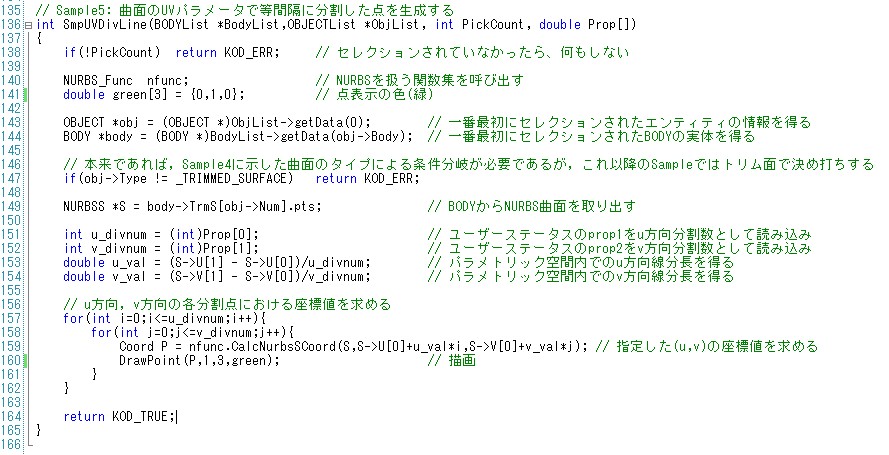 135 // Sample5: 曲面のUVパラメータで等間隔に分割した点を生成する
136 int SmpUVDivLine(BODYList *BodyList,OBJECTList *ObjList, int PickCount, double Prop[])
137 {
138     if(!PickCount)  return KOD_ERR;     // セレクションされていなかったら、何もしない
139
140     NURBS_Func  nfunc;                  // NURBSを扱う関数集を呼び出す
141     double green[3] = {0,1,0};          // 点表示の色(緑)
142
143     OBJECT *obj = (OBJECT *)ObjList->getData(0);        // 一番最初にセレクションされたエンティティの情報を得る
144     BODY *body = (BODY *)BodyList->getData(obj->Body);  // 一番最初にセレクションされたBODYの実体を得る
145
146     // 本来であれば，Sample4に示した曲面のタイプによる条件分岐が必要であるが，これ以降のSampleではトリム面で決め打ちする
147     if(obj->Type != _TRIMMED_SURFACE)   return KOD_ERR;
148
149     NURBSS *S = body->TrmS[obj->Num].pts;               // BODYからNURBS曲面を取り出す
150
151     int u_divnum = (int)Prop[0];                        // ユーザーステータスのprop1をu方向分割数として読み込み
152     int v_divnum = (int)Prop[1];                        // ユーザーステータスのprop2をv方向分割数として読み込み
153     double u_val = (S->U[1] - S->U[0])/u_divnum;        // パラメトリック空間内でのu方向線分長を得る
154     double v_val = (S->V[1] - S->V[0])/v_divnum;        // パラメトリック空間内でのv方向線分長を得る
155
156     // u方向，v方向の各分割点における座標値を求める
157     for(int i=0;i<=u_divnum;i++){
158         for(int j=0;j<=v_divnum;j++){
159             Coord P = nfunc.CalcNurbsSCoord(S,S->U[0]+u_val*i,S->V[0]+v_val*j); // 指定した(u,v)の座標値を求める
160             DrawPoint(P,1,3,green);                     // 描画
161         }
162     }
163
164     return KOD_TRUE;
165 }
166